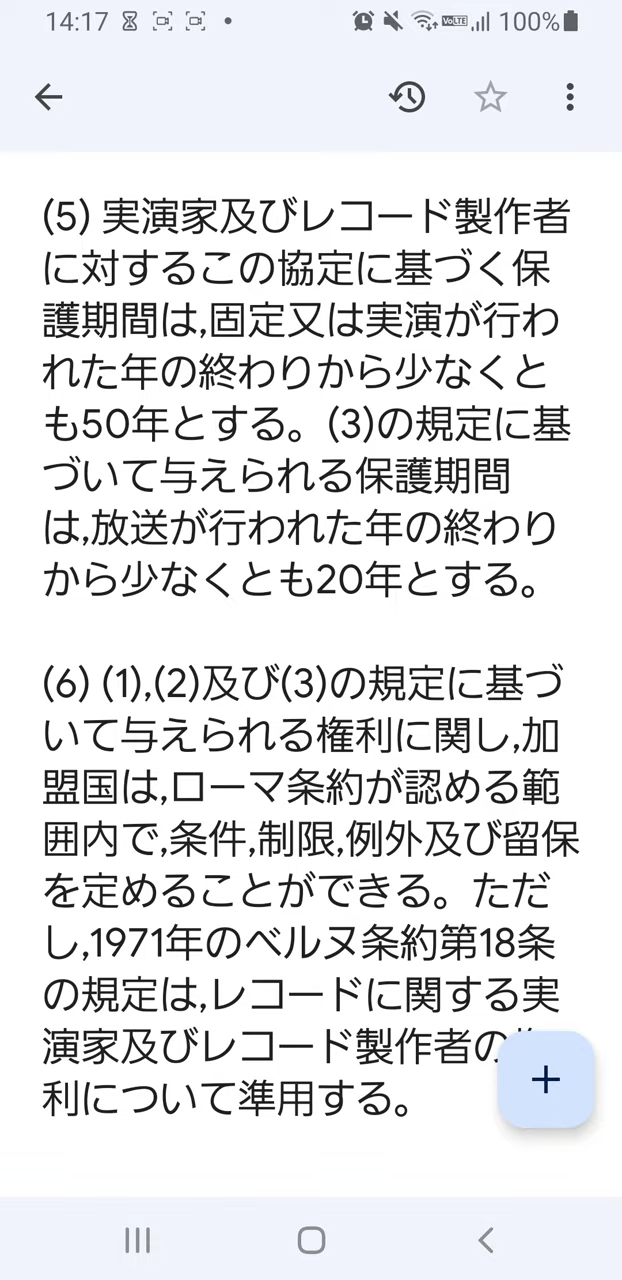 14:17
VoLTE
100%
(5) 実演家及びレコード製作者
に対するこの協定に基づく保
護期間は,固定又は実演が行わ
れた年の終わりから少なくと
も50年とする。(3)の規定に基
づいて与えられる保護期間
は,放送が行われた年の終わり
から少なくとも20年とする。
(6) (1),(2)及び(3)の規定に基づ
いて与えられる権利に関し,加
盟国は,ローマ条約が認める範
囲内で,条件,制限,例外及び留保
を定めることができる。ただ
し,1971年のベルヌ条約第18条
の規定は,レコードに関する実
演家及びレコード製作者の
利について準用する。